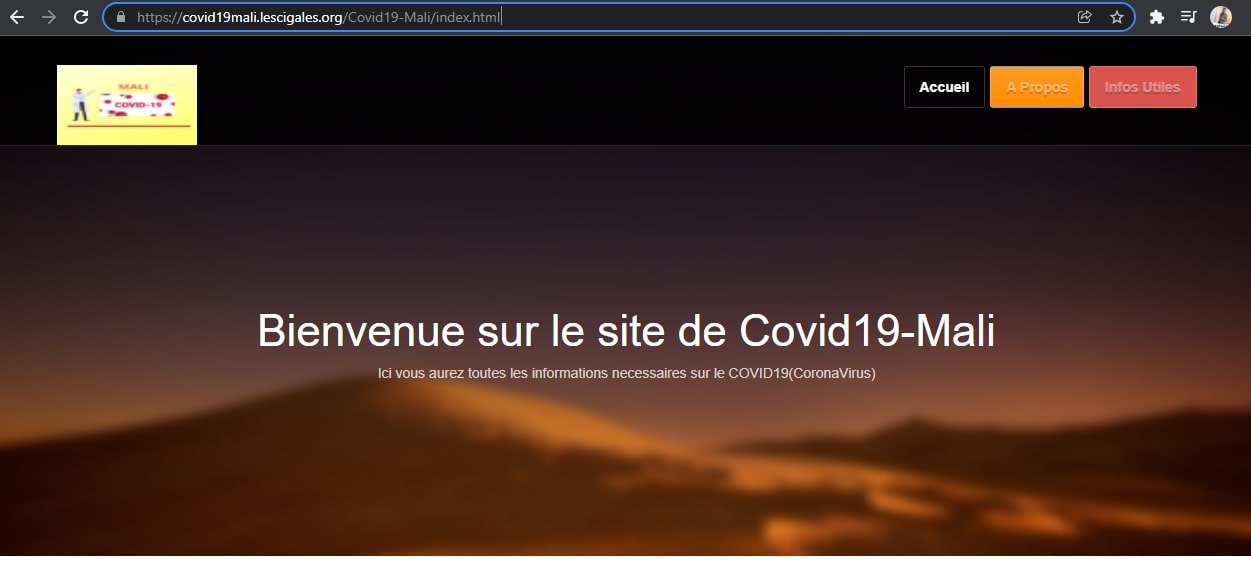 https://covid19mali.lescigales.org/Covid19-Mali/index.html
MALI
COVID-19
Accueil
A Propos
Infos Utiles
Bienvenue sur le site de Covid19-Mali
Ici vous aurez toutes les informations necessaires sur le COVID19(CoronaVirus)